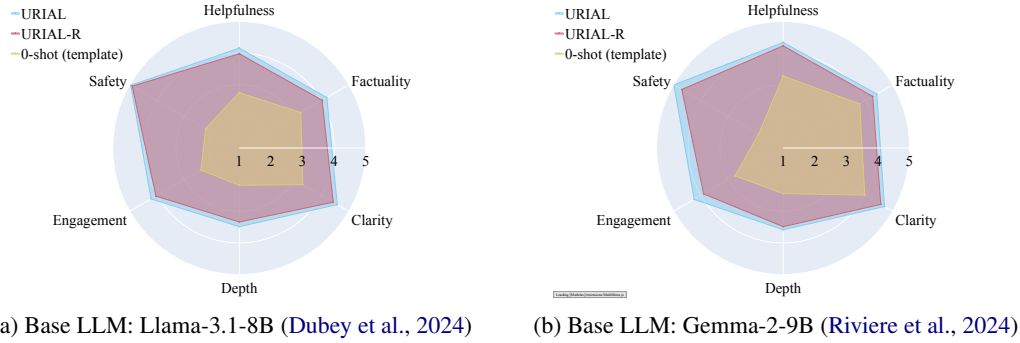 URIAL
URIAL-R
0-shot (template)
Helpfulness
Factuality
Safety
1 2 3 4 5
Engagement
Clarity
Depth
a) Base LLM: Llama-3.1-8B (Dubey et al., 2024)
URIAL
URIAL-R
0-shot (template)
Helpfulness
Factuality
Safety
1 2 3 4 5
Engagement
Clarity
Depth
(b) Base LLM: Gemma-2-9B (Riviere et al., 2024)